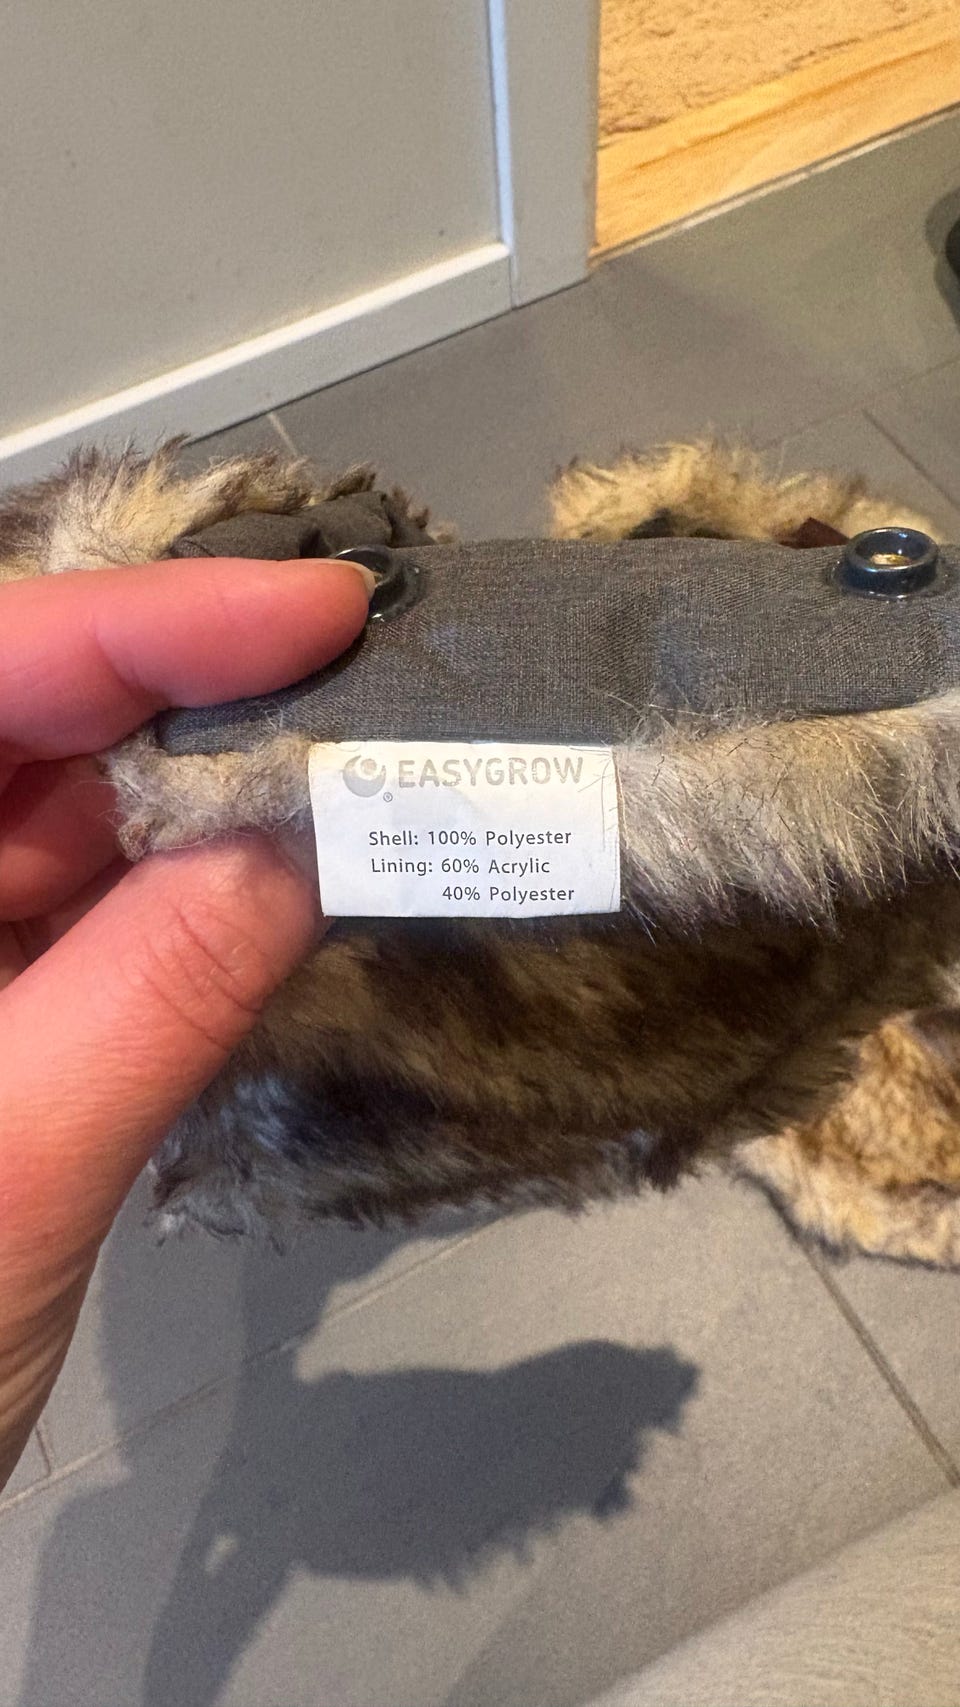 EASYGROW
®
Shell: 100% Polyester
Lining: 60% Acrylic
40% Polyester